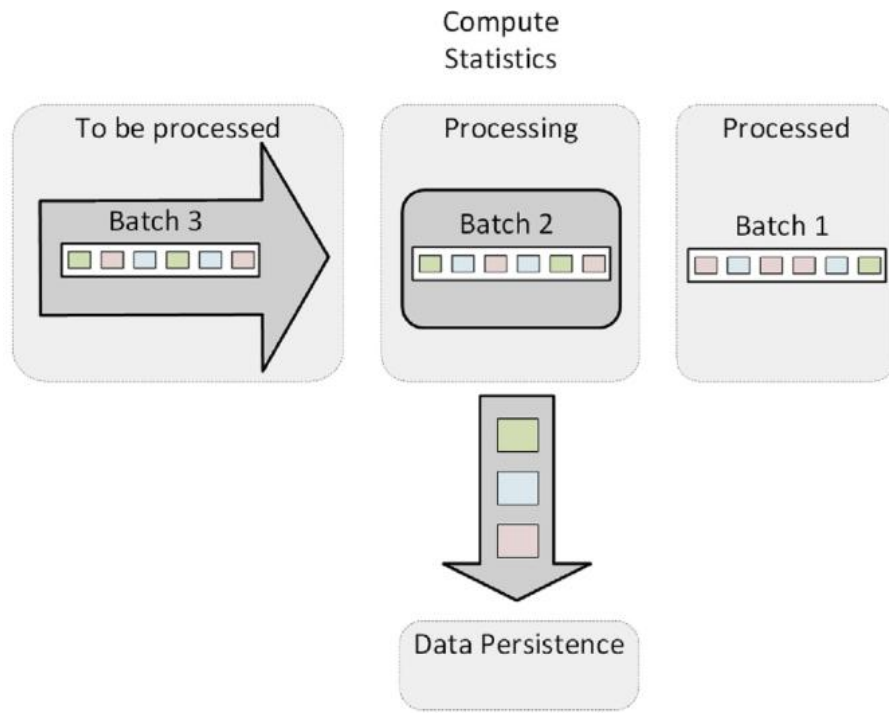 Compute
Statistics
To be processed
Processing
Processed
Batch 3
Batch 2
Batch 1
Data Persistence